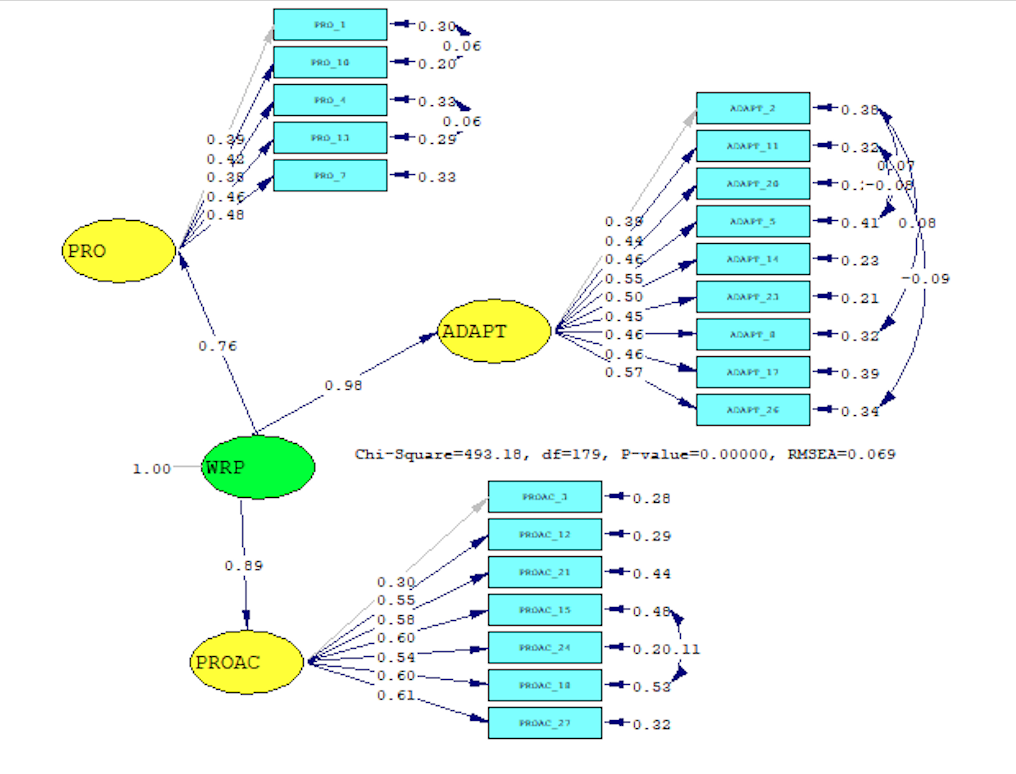 PRO_1
0.30
0.06
PRO_10
0.20
PRO_4
0.33
0.06
PRO_13
0.29
PRO_7
0.33
0.39
0.42
0.38
0.46
0.48
PRO
ADAPT_2
0.38
ADAPT_11
0.32
0.07
ADAPT_20
-0.08
ADAPT_5
0.41
0.08
ADAPT_14
0.23
-0.09
ADAPT_23
0.21
ADAPT_8
0.32
ADAPT_17
0.39
ADAPT_26
0.34
0.39
0.44
0.46
0.55
0.50
0.45
0.46
0.46
0.57
ADAPT
0.76
0.98
1.00
WRP
Chi-Square=493.18, df=179, P-value=0.00000, RMSEA=0.069
0.89
PROAC
PROAC_3
0.28
PROAC_12
0.29
PROAC_21
0.44
PROAC_15
0.48
PROAC_24
0.20.11
PROAC_18
0.53
PROAC_27
0.32
0.30
0.55
0.58
0.60
0.54
0.60
0.61